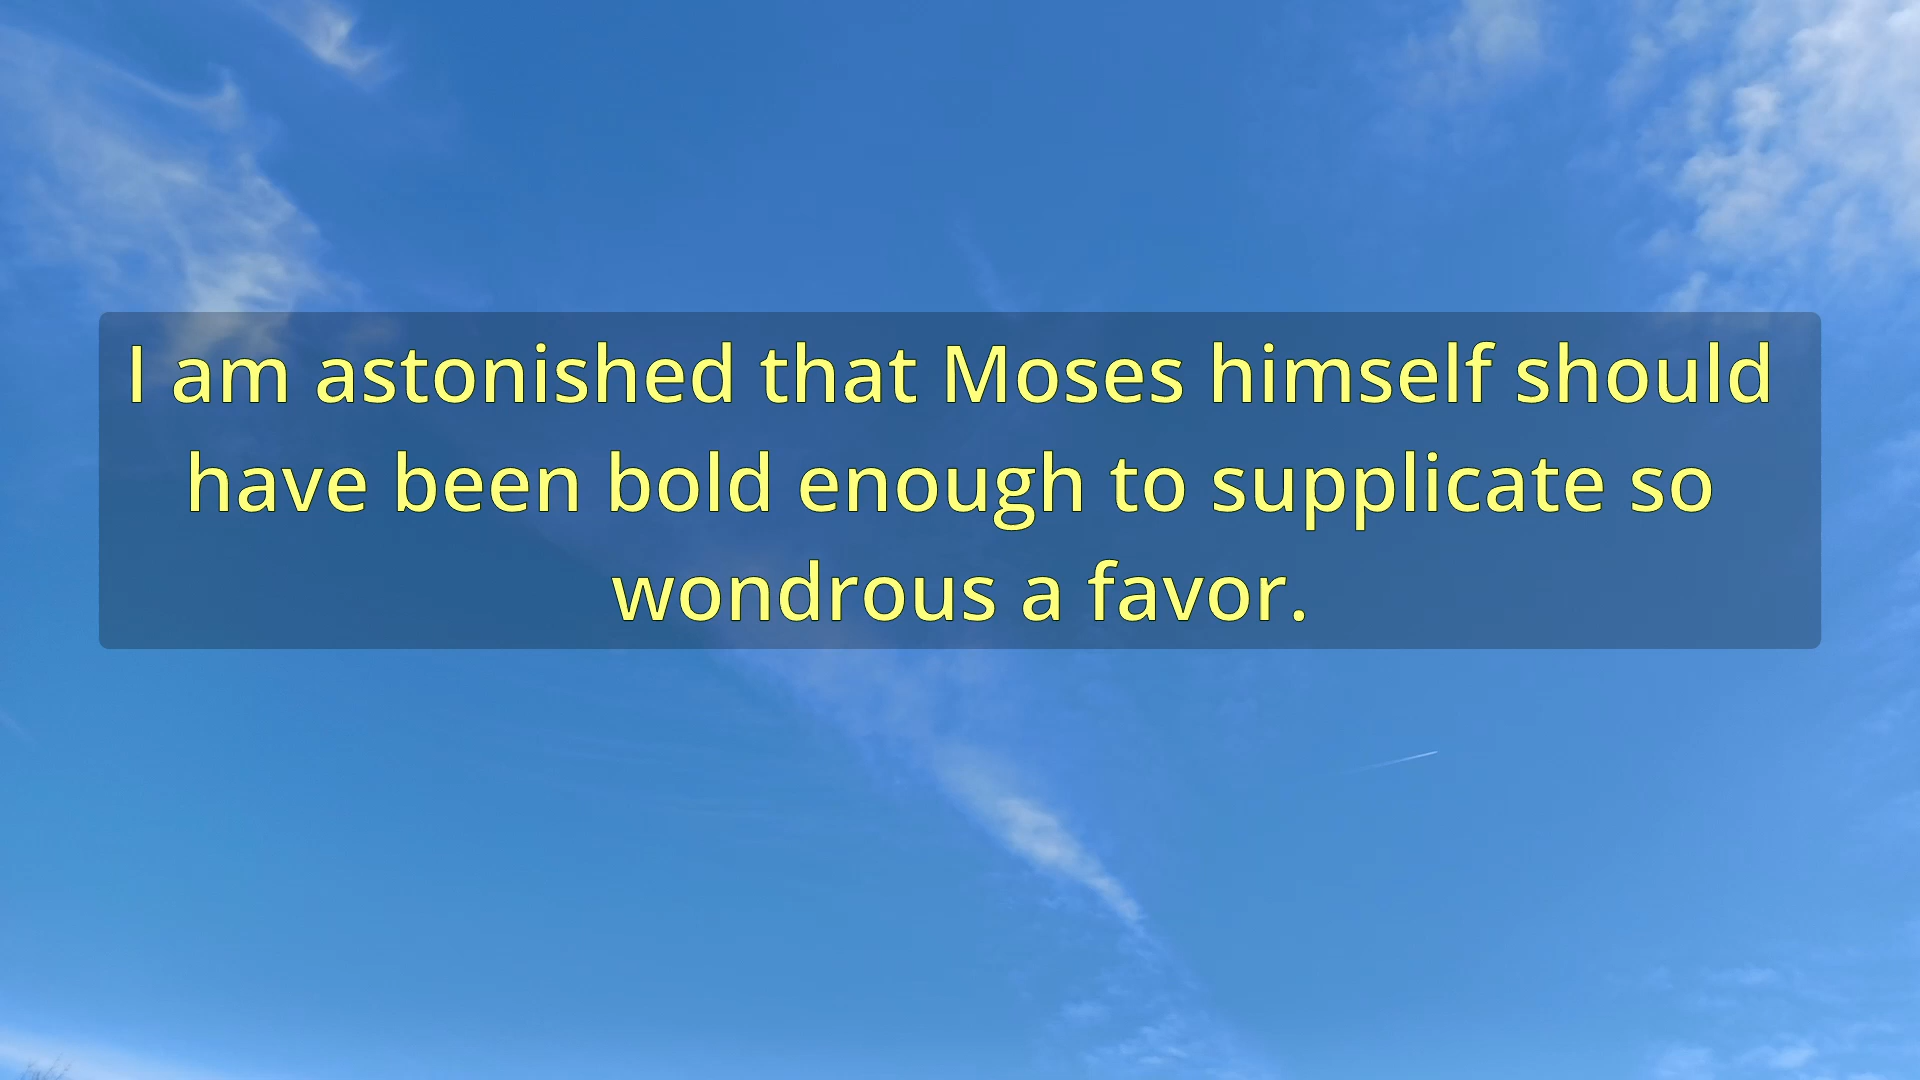 I am astonished that Moses himself should
have been bold enough to supplicate so
wondrous a favor.